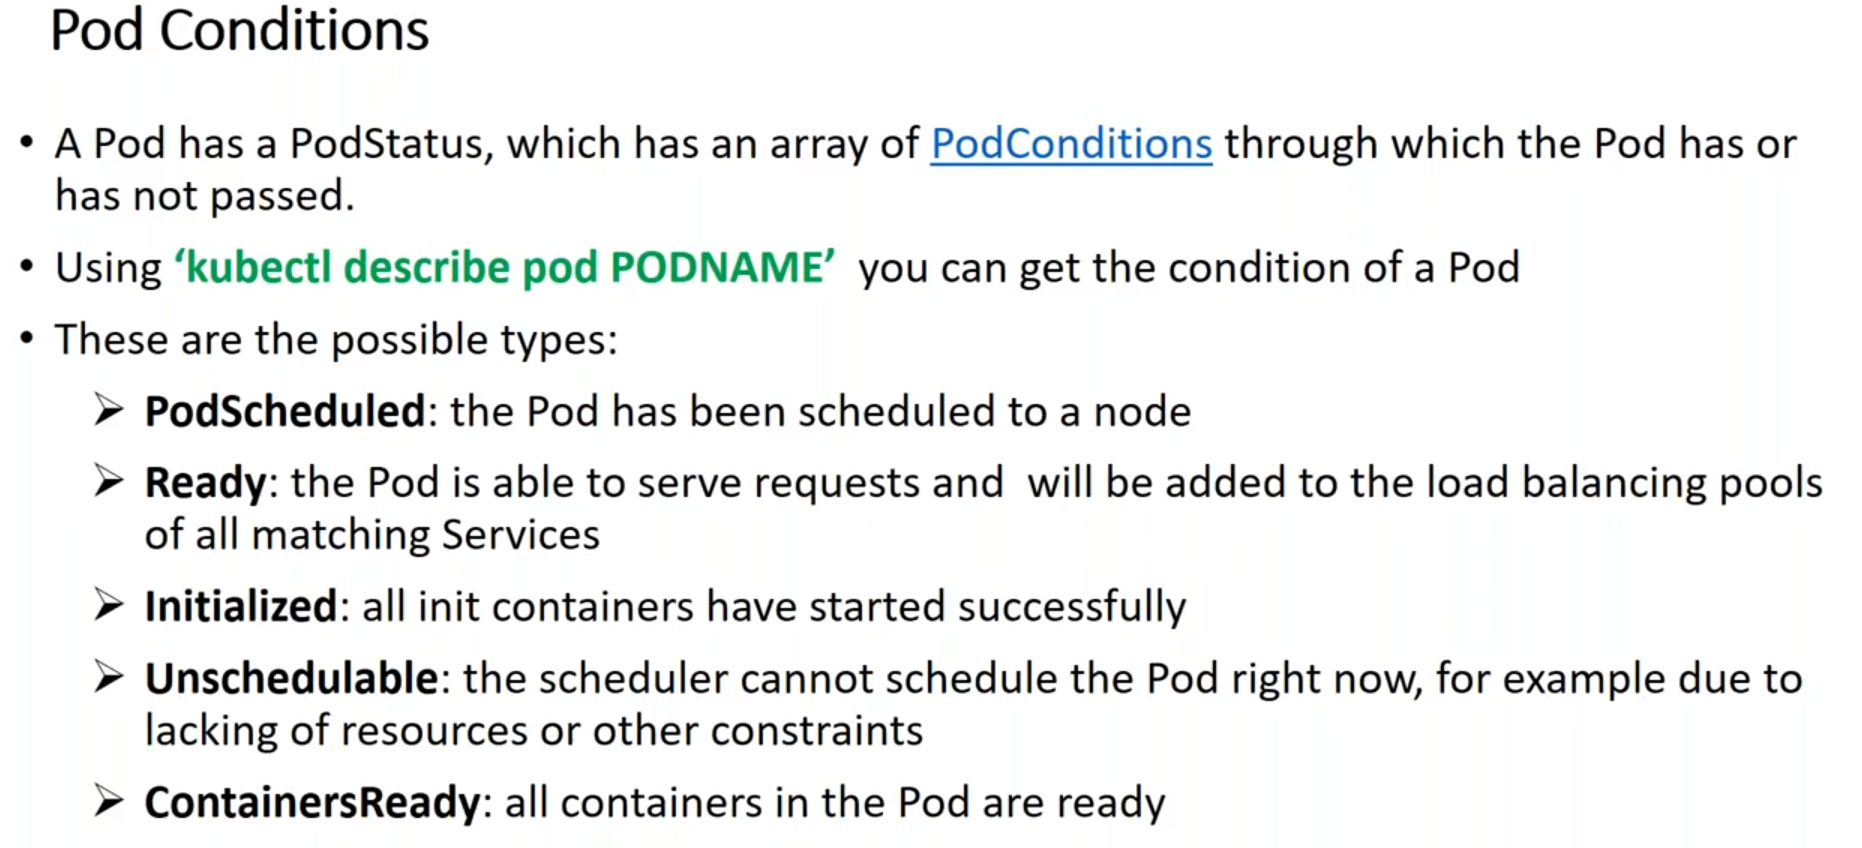 Pod Conditions
• A Pod has a PodStatus, which has an array of PodConditions through which the Pod has or
has not passed.
• Using ‘kubectl describe pod PODNAME’ you can get the condition of a Pod
• These are the possible types:
➢ PodScheduled: the Pod has been scheduled to a node
➢ Ready: the Pod is able to serve requests and  will be added to the load balancing pools
of all matching Services
➢ Initialized: all init containers have started successfully
➢ Unschedulable: the scheduler cannot schedule the Pod right now, for example due to
lacking of resources or other constraints
➢ ContainersReady: all containers in the Pod are ready